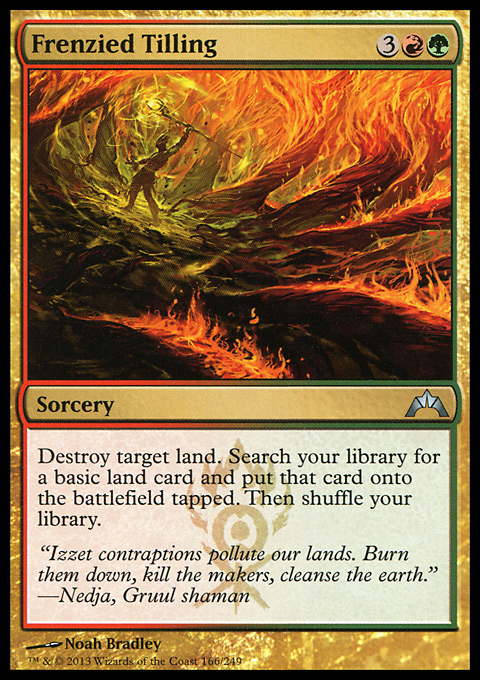 Frenzied Tilling 3
Sorcery
Destroy target land. Search your library for
a basic land card and put that card onto
the battlefield tapped. Then shuffle your
library.
“Izzet contraptions pollute our lands. Burn
them down, kill the makers, cleanse the earth.”
—Nedja, Gruul shaman
Noah Bradley
™ & © 2013 Wizards of the Coast 166/249